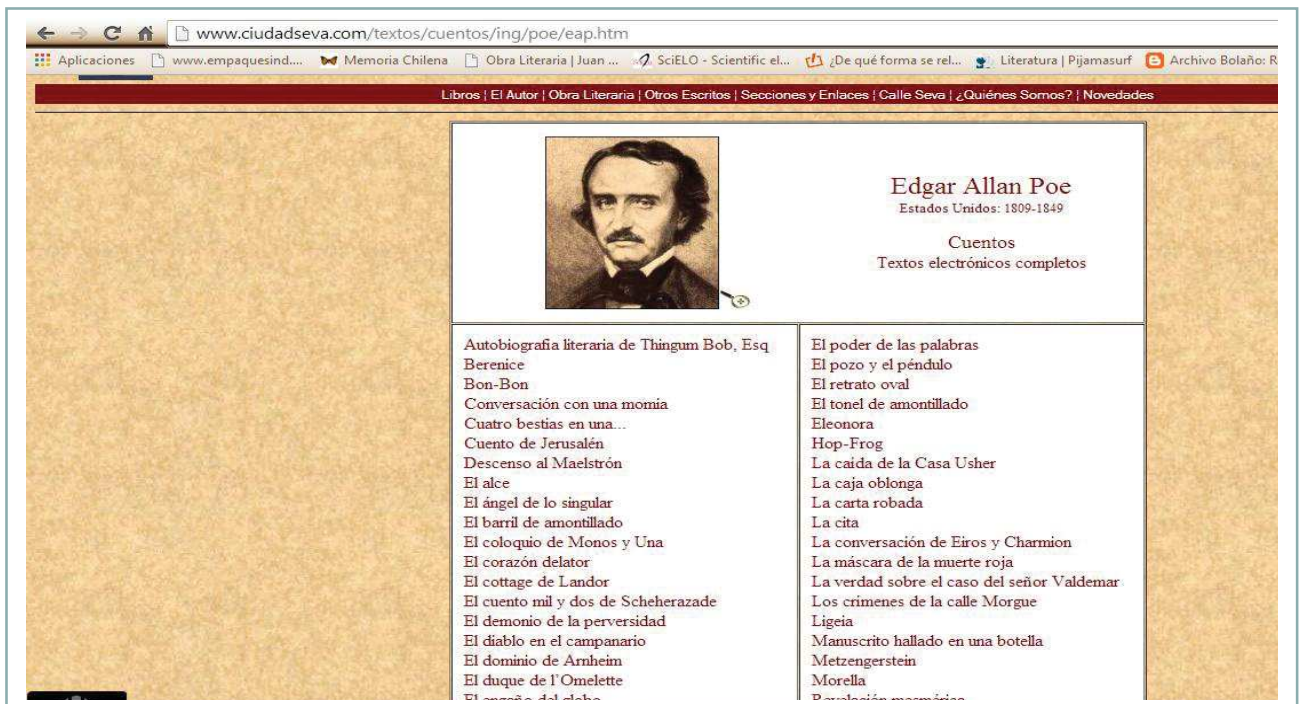 www.ciudadseva.com/textos/cuentos/ing/poe/eap.htm
Aplicaciones www.empaquesind.... Memoria Chilena Obra Literaria | Juan ... SciELO - Scientific el... ¿De qué forma se rel... Literatura | Pijamasurf Archivo Bolaño: R
Libros ¦ El Autor ¦ Obra Literaria ¦ Otros Escritos ¦ Secciones y Enlaces ¦ Calle Seva ¦ ¿Quiénes Somos? ¦ Novedades
Edgar Allan Poe
Estados Unidos: 1809-1849
Cuentos
Textos electrónicos completos
Autobiografía literaria de Thingum Bob, Esq
Berenice
Bon-Bon
Conversación con una momia
Cuatro bestias en una...
Cuento de Jerusalén
Descenso al Maelstrón
El alce
El ángel de lo singular
El barril de amontillado
El coloquio de Monos y Una
El corazón delator
El cottage de Landor
El cuento mil y dos de Scheherazade
El demonio de la perversidad
El diablo en el campanario
El dominio de Arnheim
El duque de l'Omelette
El engaño del globo
El poder de las palabras
El pozo y el péndulo
El retrato oval
El tonel de amontillado
Eleonora
Hop-Frog
La caída de la Casa Usher
La caja oblonga
La carta robada
La cita
La conversación de Eiros y Charmion
La máscara de la muerte roja
La verdad sobre el caso del señor Valdemar
Los crímenes de la calle Morgue
Ligeia
Manuscrito hallado en una botella
Metzengerstein
Morella
Revelación mesmérica